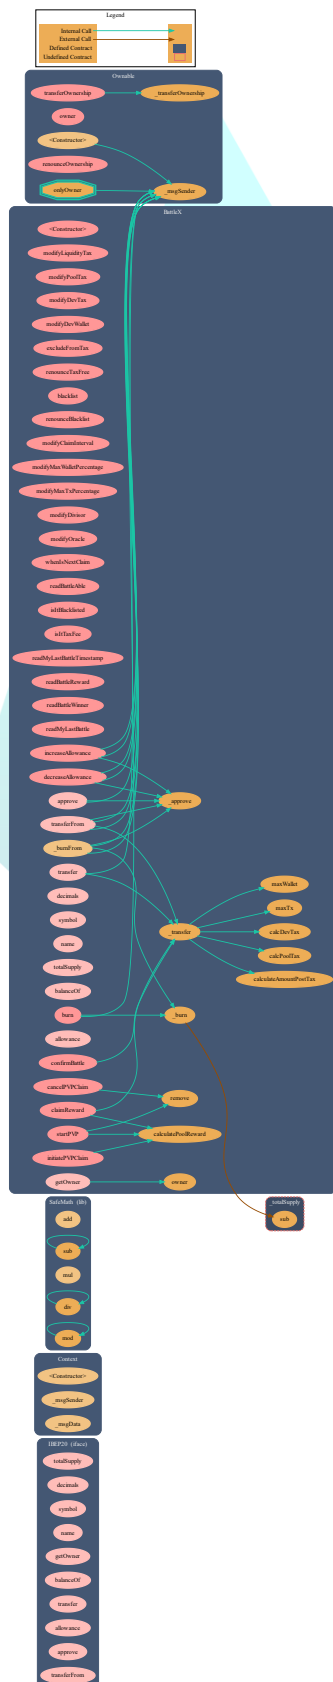 Legend
Internal Call
External Call
Defined Contract
Undefined Contract
Ownable
transferOwnership
_transferOwnership
owner
<Constructor>
renounceOwnership
onlyOwner
_msgSender
BattleX
<Constructor>
modifyLiquidityTax
modifyPoolTax
modifyDevTax
modifyDevWallet
excludeFromTax
renounceTaxFree
blacklist
renounceBlacklist
modifyClaimInterval
modifyMaxWalletPercentage
modifyMaxTxPercentage
modifyDivisor
modifyOracle
whenIsNextClaim
readBattleAble
isItBlacklisted
isItTaxFee
readMyLastBattleTimestamp
readBattleReward
readBattleWinner
readMyLastBattle
increaseAllowance
decreaseAllowance
approve
_approve
transferFrom
_burnFrom
transfer
maxWallet
decimals
maxTx
symbol
_transfer
calcDevTax
name
calcPoolTax
totalSupply
calculateAmountPostTax
balanceOf
burn
_burn
allowance
confirmBattle
cancelPVPClaim
remove
claimReward
startPVP
calculatePoolReward
initiatePVPClaim
getOwner
owner
SafeMath (lib)
_totalSupply
add
sub
sub
mul
div
mod
Context
<Constructor>
_msgSender
_msgData
IBEP20 (iface)
totalSupply
decimals
symbol
name
getOwner
balanceOf
transfer
allowance
approve
transferFrom